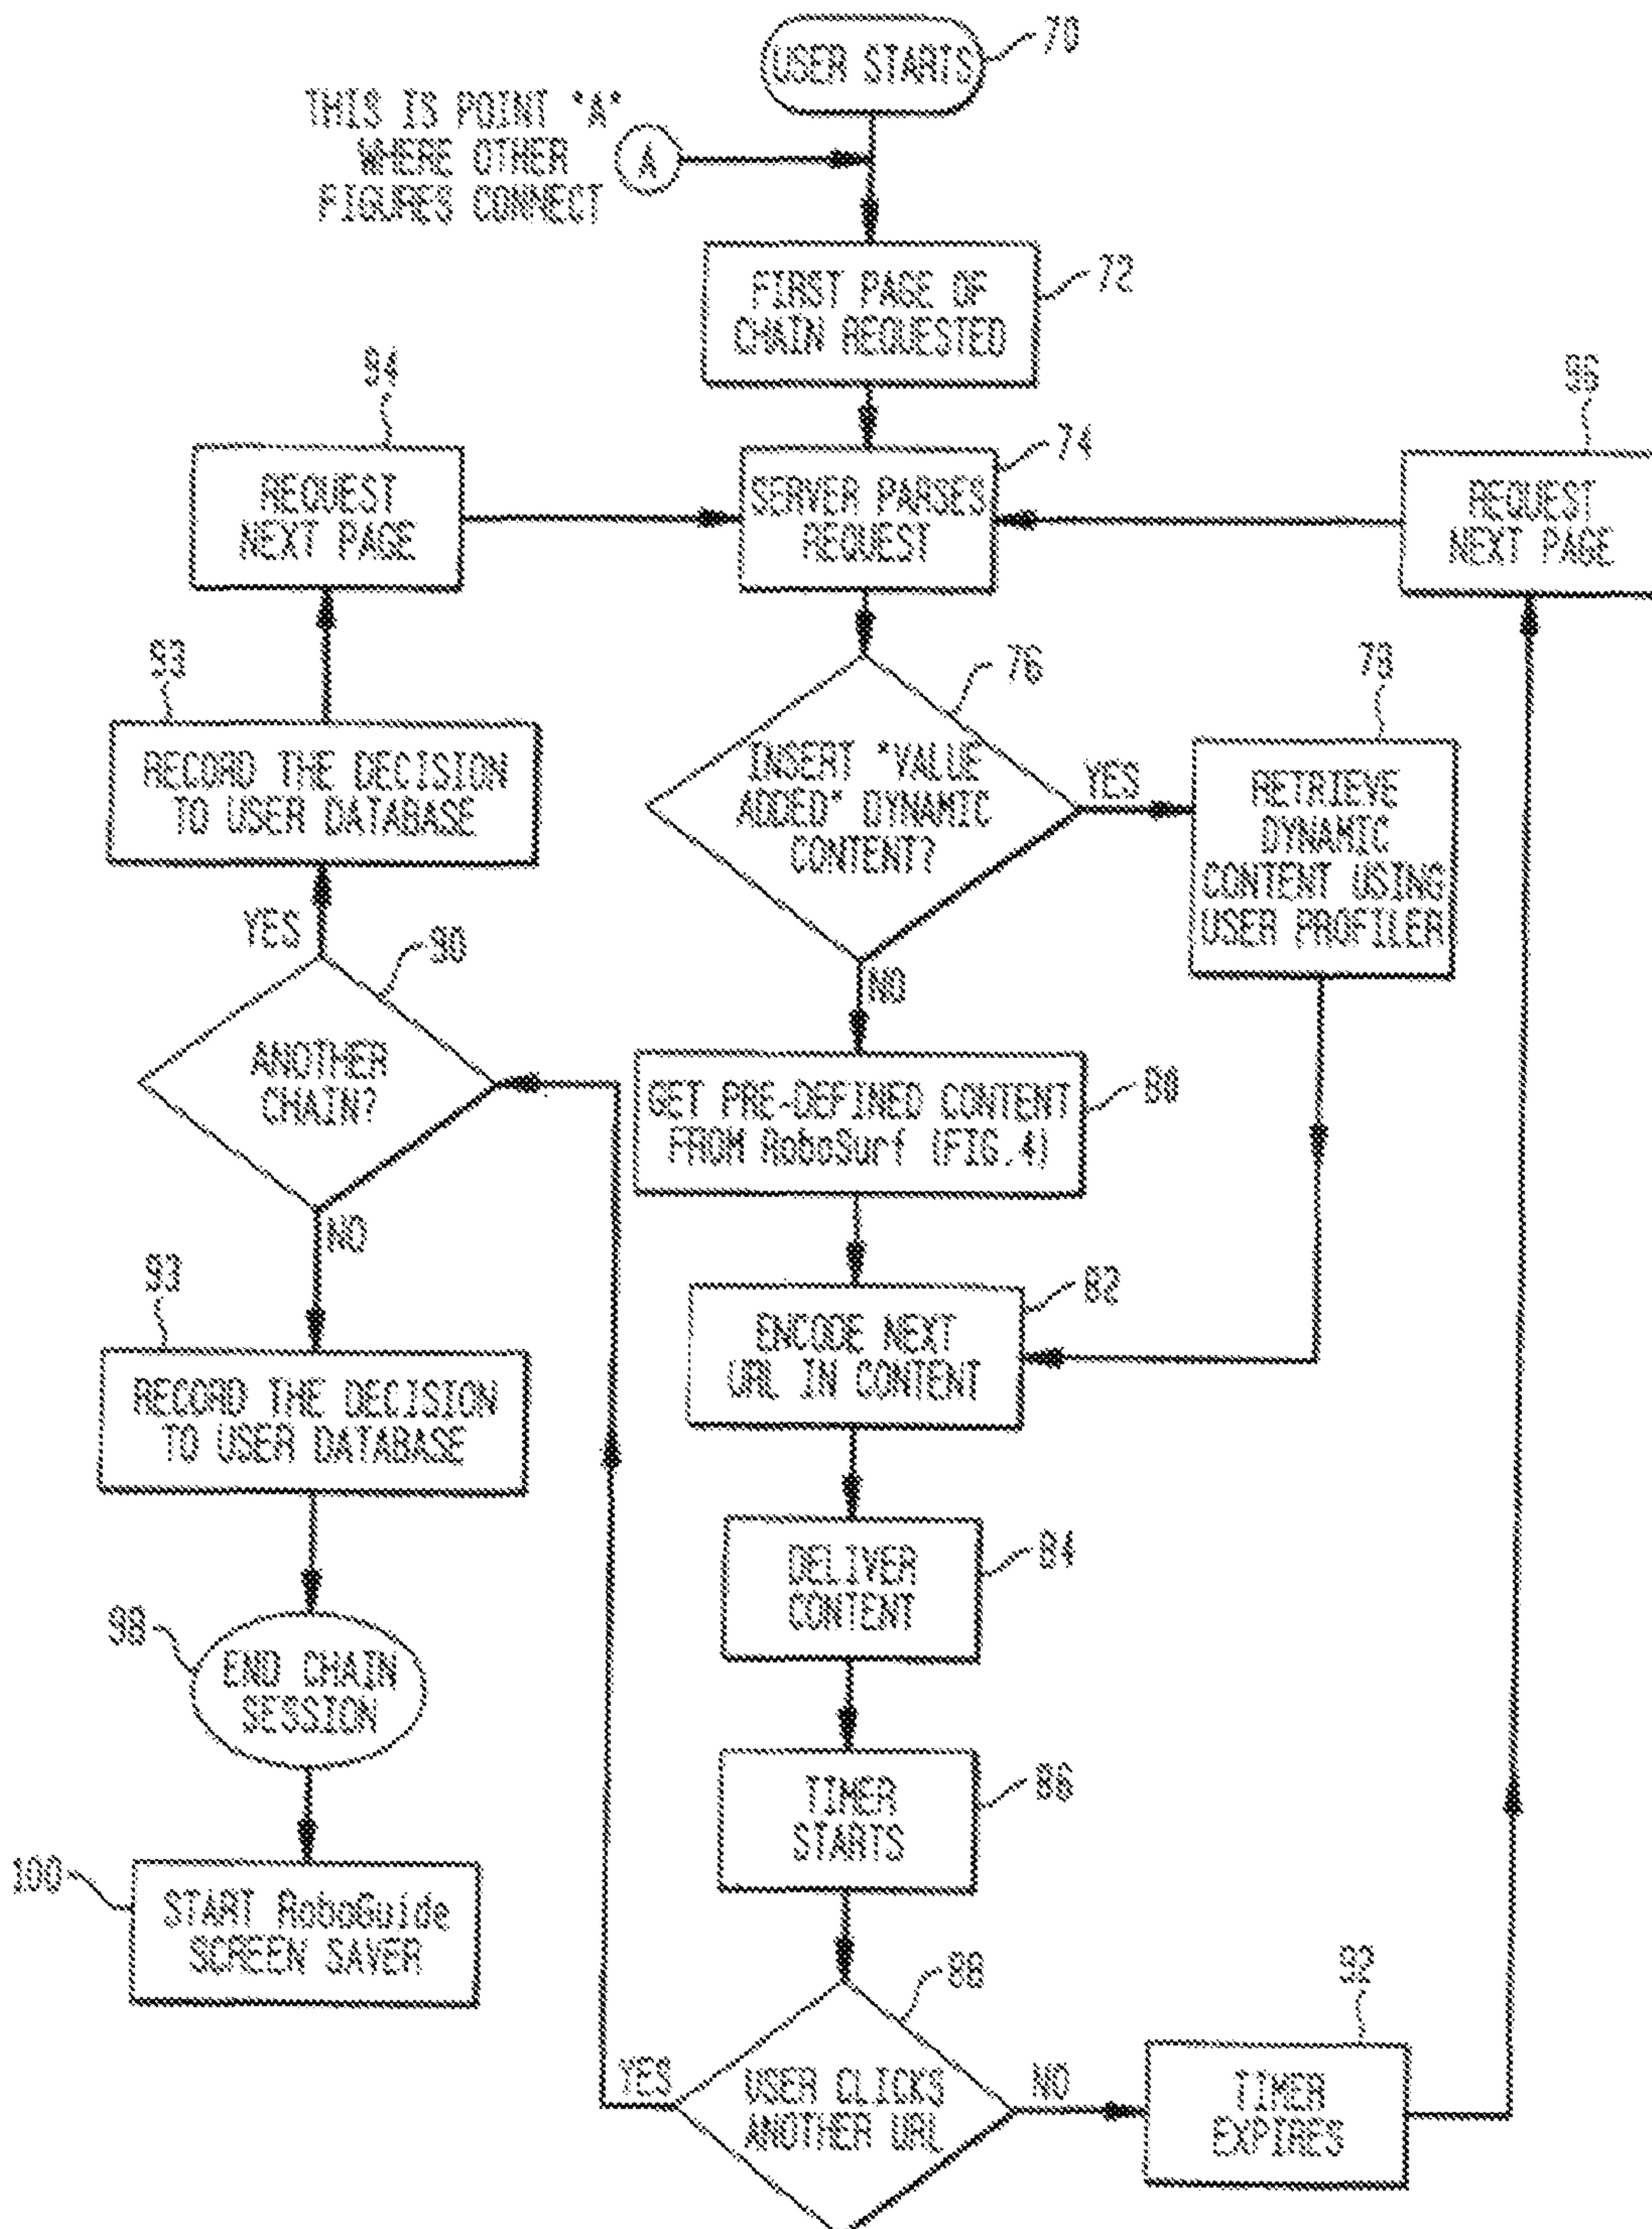 USER STARTS
70
THIS IS POINT "A"
WHERE OTHER
FIGURES CONNECT
A
FIRST PAGE OF
CHAIN REQUESTED
72
94
REQUEST
NEXT PAGE
SERVER PARSES
REQUEST
74
96
REQUEST
NEXT PAGE
93
RECORD THE DECISION
TO USER DATABASE
INSERT "VALUE
ADDED" DYNAMIC
CONTENT?
76
YES
78
RETRIEVE
DYNAMIC
CONTENT USING
USER PROFILER
YES
90
ANOTHER
CHAIN?
NO
NO
GET PRE-DEFINED CONTENT
FROM RoboSurf (FIG.4)
80
93
RECORD THE DECISION
TO USER DATABASE
ENCODE NEXT
URL IN CONTENT
82
DELIVER
CONTENT
84
98
END CHAIN
SESSION
TIMER
STARTS
86
100
START RoboGuide
SCREEN SAVER
YES
USER CLICKS
ANOTHER URL
88
NO
92
TIMER
EXPIRES